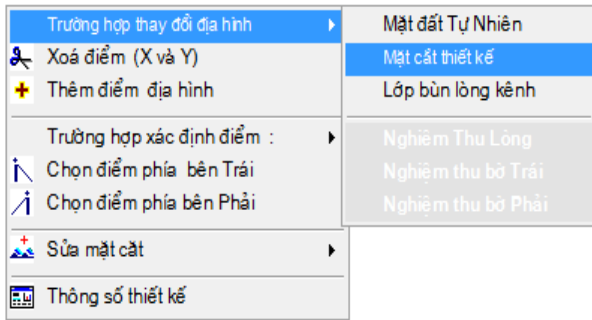 Trường hợp thay đổi địa hình
Xoá điểm (X và Y)
Thêm điểm địa hình
Trường hợp xác định điểm :
Chọn điểm phía bên Trái
Chọn điểm phía bên Phải
Sửa mặt cắt
Thông số thiết kế
Mặt đất Tự Nhiên
Mặt cắt thiết kế
Lớp bùn lòng kênh
Nghiệm Thu Lòng
Nghiệm thu bờ Trái
Nghiệm thu bờ Phải